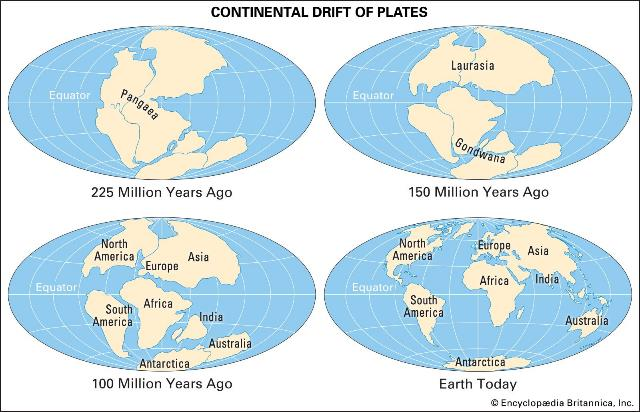 CONTINENTAL DRIFT OF PLATES
Equator
Pangaea
225 Million Years Ago
Equator
Laurasia
Gondwana
150 Million Years Ago
North
America
Europe
Asia
Equator
South
America
Africa
India
Australia
Antarctica
100 Million Years Ago
North
America
Europe
Asia
Equator
Africa
India
South
America
Australia
Antarctica
Earth Today
© Encyclopædia Britannica, Inc.